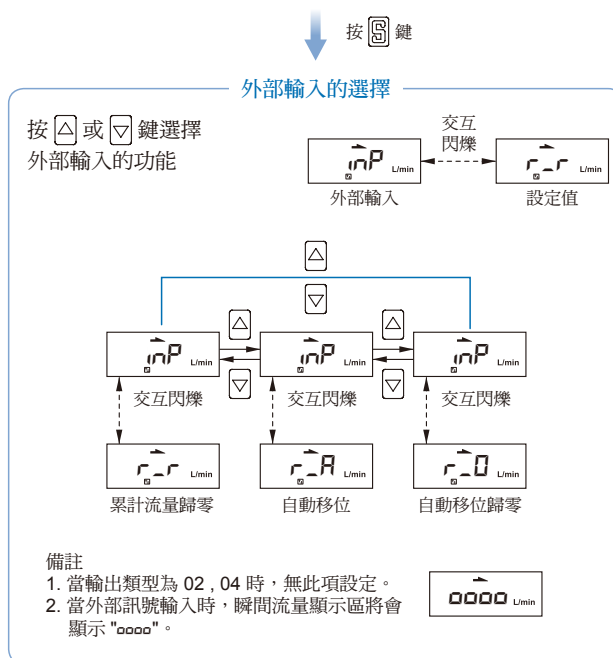 按 S 鍵
外部輸入的選擇
按 △ 或 ▽ 鍵選擇
外部輸入的功能
交互
閃爍
inP L/min
r_r L/min
外部輸入
設定值
△
▽
△
△
inP L/min
inP L/min
inP L/min
▽
▽
交互閃爍
交互閃爍
交互閃爍
r_r L/min
r_A L/min
r_0 L/min
累計流量歸零
自動移位
自動移位歸零
備註
1. 當輸出類型為 02 , 04 時，無此項設定。
2. 當外部訊號輸入時，瞬間流量顯示區將會
顯示 "oooo"。
oooo L/min